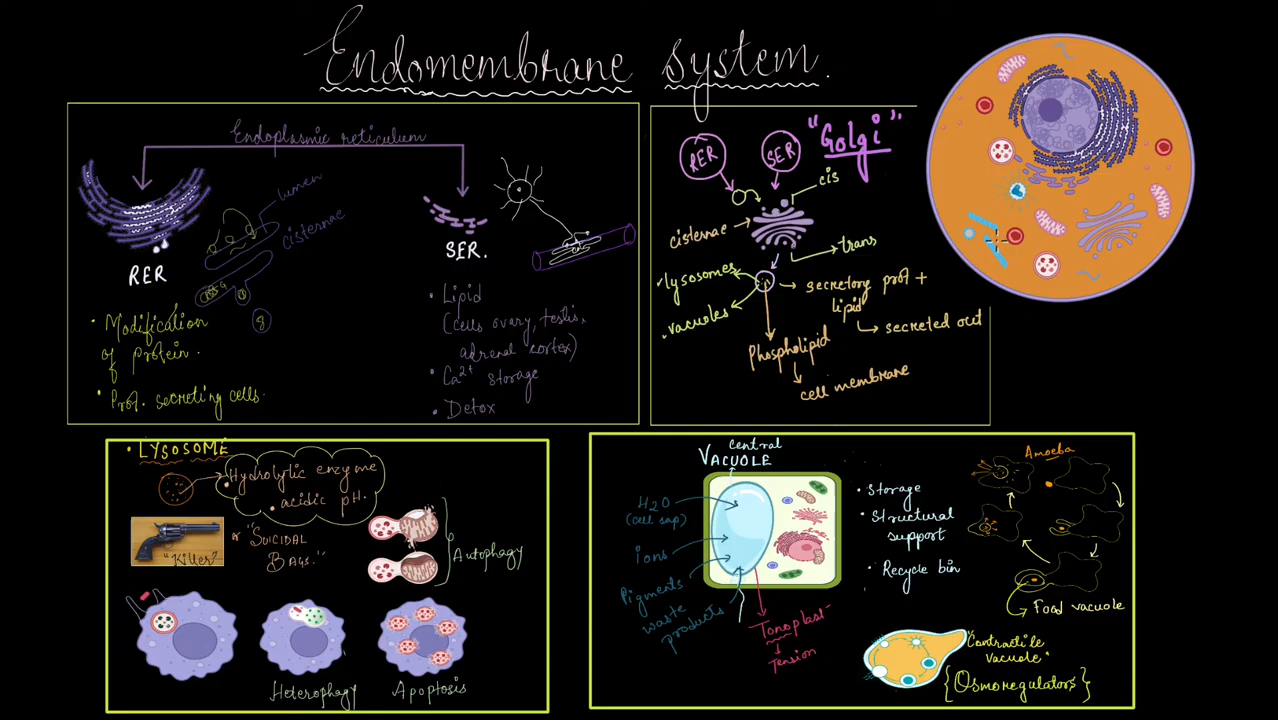 Endomembrane system.
Endoplasmic reticulum
lumen
cisternae
RER
SER.
• Modification
of protein.
• Prot. secreting cells.
• Lipid
(cells ovary, testis,
adrenal cortex)
• Ca2+ storage
• Detox
"Golgi"
RER
SER
cis
cisternae
trans
• lysosomes
• vacuoles
secretory prot +
lipid
secreted out
Phospholipid
cell membrane
• LYSOSOME
• Hydrolytic enzyme
• acidic pH.
"Killer"
"SUICIDAL
BAGS."
Autophagy
Heterophagy
Apoptosis
Central
VACUOLE
H2O
(cell sap)
ions
Pigments
waste
products
Tonoplast
Tension
• Storage
• Structural
support
• Recycle bin
Amoeba
Food vacuole
"Contractile
vacuole"
{Osmoregulators}